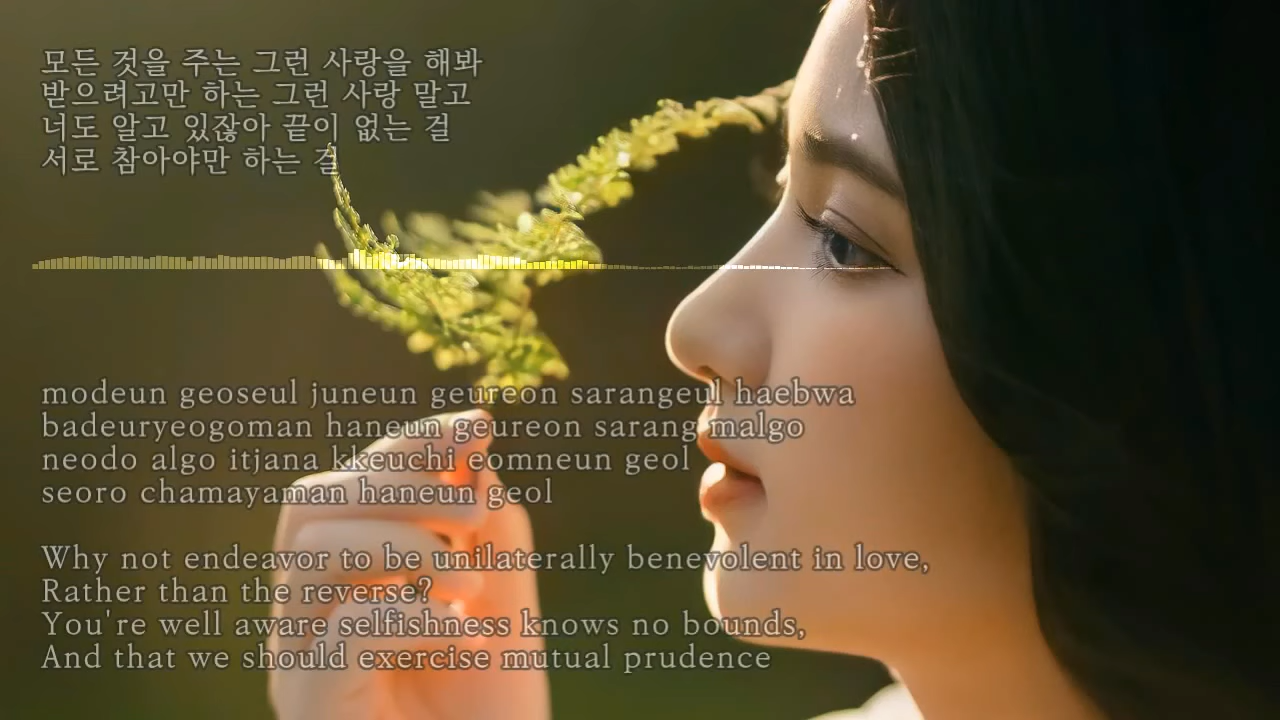 모든 것을 주는 그런 사랑을 해봐
받으려고만 하는 그런 사랑 말고
너도 알고 있잖아 끝이 없는 걸
서로 참아야만 하는 걸
modeun geoseul juneun geureon sarangeul haebwa
badeuryeogoman haneun geureon sarang malgo
neodo algo itjana kkeuchi eomneun geol
seoro chamayaman haneun geol
Why not endeavor to be unilaterally benevolent in love,
Rather than the reverse?
You're well aware selfishness knows no bounds,
And that we should exercise mutual prudence